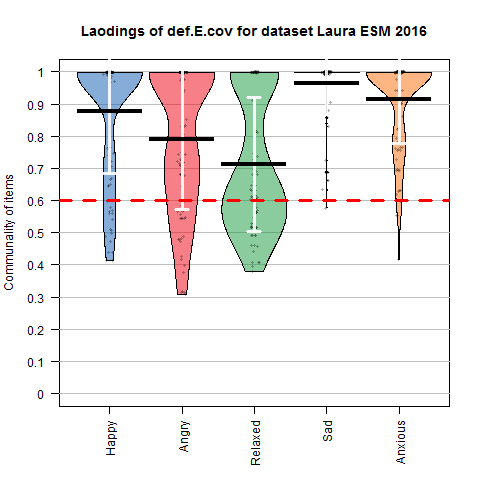 Laodings of def.E.cov for dataset Laura ESM 2016
Communality of items
1
0.9
0.8
0.7
0.6
0.5
0.4
0.3
0.2
0.1
0
Happy
Angry
Relaxed
Sad
Anxious